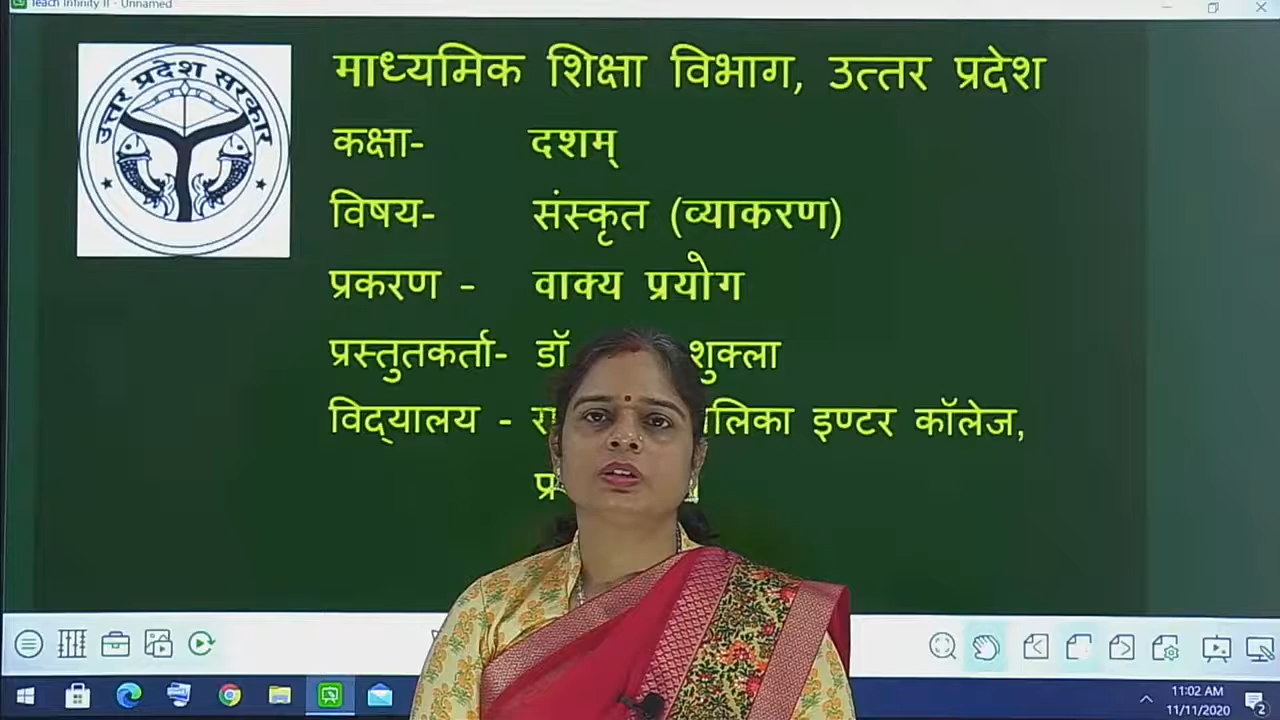 Teach Infinity II - Unnamed
उत्तर प्रदेश सरकार
माध्यमिक शिक्षा विभाग, उत्तर प्रदेश
कक्षा- दशम्
विषय- संस्कृत (व्याकरण)
प्रकरण - वाक्य प्रयोग
प्रस्तुतकर्ता- डॉ शुक्ला
विद्यालय - इण्टर कॉलेज,
11:02 AM
11/11/2020
2